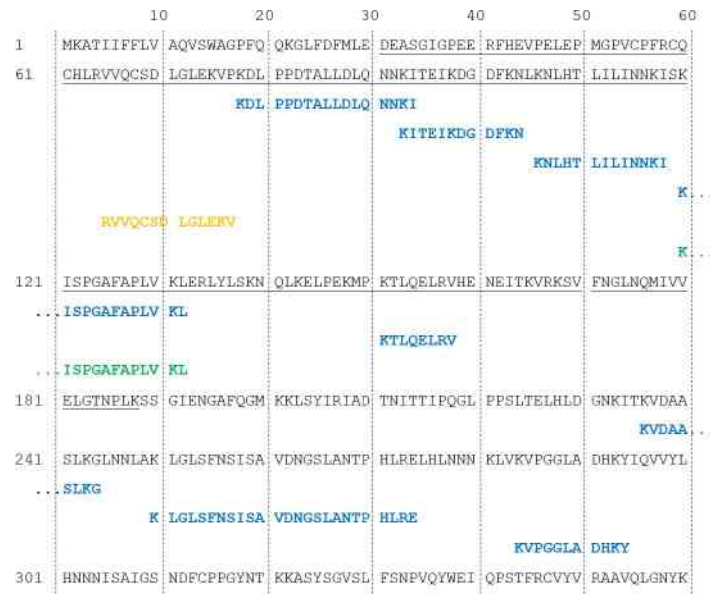 10 20 30 40 50 60
1 MKATIIFFLV AQVSWAGPFQ QKGLFDFMLE DEASGIGPEE RFHEVPELEP MGPVCPFRCQ
61 CHLRVVQCSD LGLEKVPKDL PPDTALLDLQ NNKITEIKDG DFKNLKNLHT LILINNKISK
KDL PPDTALLDLQ NNKI
KITEIKDG DFKN
KNLHT LILINNKI
K...
RVVQCSD LGLEKV
K...
121 ISPGAFAPLV KLERLYLSKN QLKELPEKMP KTLQELRVHE NEITKVRKSV FNGLNQMIVV
...ISPGAFAPLV KL
KTLQELRV
...ISPGAFAPLV KL
181 ELGTNPLKSS GIENGAFQGM KKLSYIRIAD TNITTIPQGL PPSLTELHLD GNKITKVDAA
KVDAA...
241 SLKGLNNLAK LGLSFNSISA VDNGSLANTP HLRELHLNNN KLVKVPGGLA DHKYIQVVYL
...SLKG
K LGLSFNSISA VDNGSLANTP HLRE
KVPGGLA DHKY
301 HNNNISAIGS NDFCPPGYNT KKASYSGVSL FSNPVQYWEI QPSTFRCVYV RAAVQLGNYK